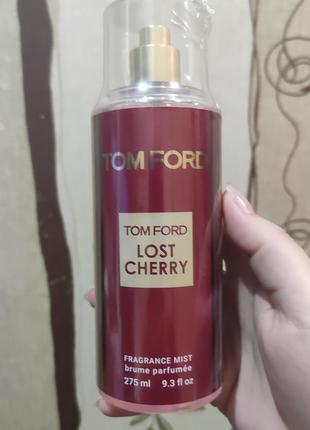 TOM FORD
TOM FORD
LOST
CHERRY
FRAGRANCE MIST
brume parfumée
275 ml 9.3 fl oz